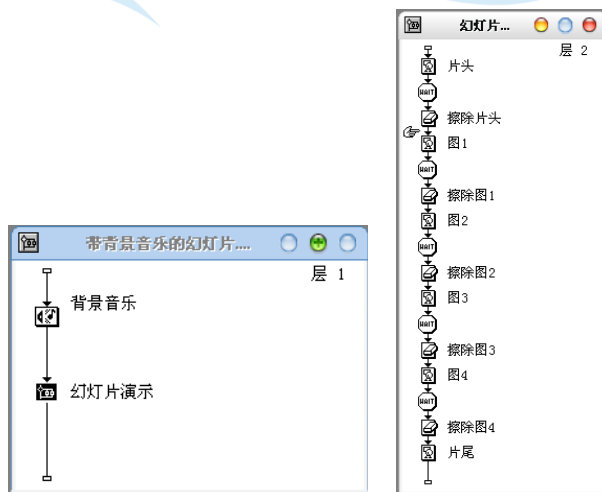 带背景音乐的幻灯片....
层 1
背景音乐
幻灯片演示
幻灯片...
层 2
片头
WAIT
擦除片头
图1
WAIT
擦除图1
图2
WAIT
擦除图2
图3
WAIT
擦除图3
图4
WAIT
擦除图4
片尾